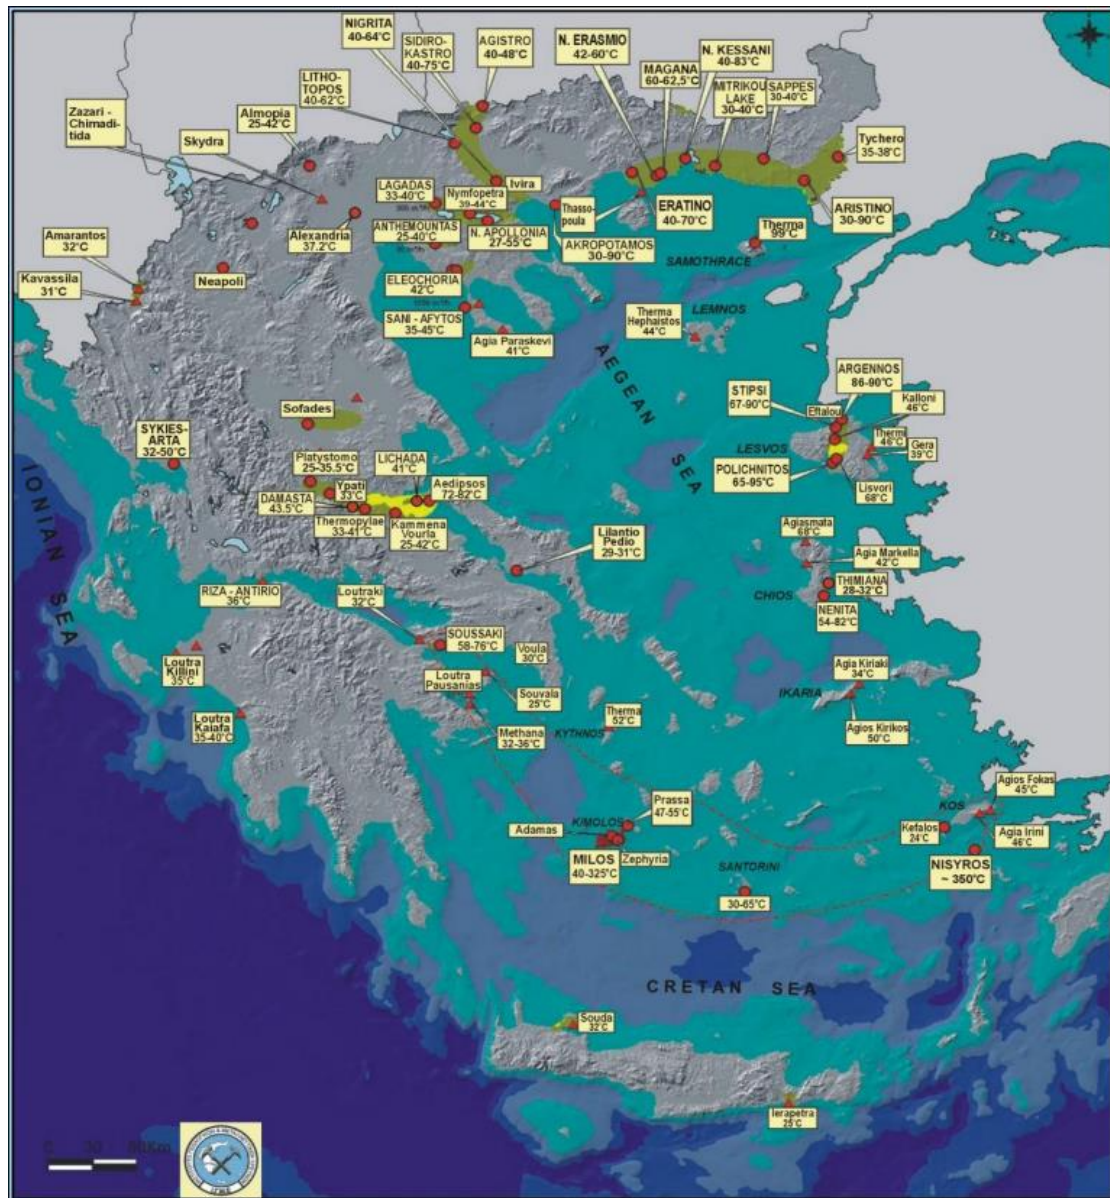 NIGRITA
40-64°C
SIDIRO-
KASTRO
40-75°C
AGISTRO
40-48°C
N. ERASMIO
42-60°C
N. KESSANI
40-83°C
MAGANA
60-62,5°C
LITHO-
TOPOS
40-62°C
MITRIKOU
LAKE
30-40°C
SAPPES
30-40°C
Zazari -
Chimadi-
tida
Almopia
25-42°C
Skydra
Tychero
35-38°C
LAGADAS
33-40°C
Nymfopetra
39-44°C
Ivira
Thasso-
poula
ERATINO
40-70°C
ARISTINO
30-90°C
Alexandria
37.2°C
ANTHEMOUNTAS
25-40°C
N. APOLLONIA
27-55°C
AKROPOTAMOS
30-90°C
Therma
99°C
SAMOTHRACE
Amarantos
32°C
Kavassila
31°C
Neapoli
ELEOCHORIA
42°C
SANI - AFYTOS
35-45°C
Agia Paraskevi
41°C
Therma
Hephaistos
44°C
LEMNOS
AEGEAN
SEA
ARGENNOS
86-90°C
STIPSI
67-90°C
Eftalou
Kalloni
46°C
Sofades
SYKIES-
ARTA
32-50°C
LESVOS
Thermi
46°C
Gera
39°C
POLICHNITOS
65-95°C
Lisvori
68°C
Platystomo
25-35.5°C
LICHADA
41°C
Ypati
33°C
Aedipsos
72-82°C
DAMASTA
43.5°C
Thermopylae
33-41°C
Kammena
Vourla
25-42°C
IONIAN
SEA
Lilantio
Pedio
29-31°C
Agiasmata
68°C
Agia Markella
42°C
THIMIANA
28-32°C
CHIOS
NENITA
54-82°C
RIZA - ANTIRIO
36°C
Loutraki
32°C
SOUSSAKI
58-76°C
Voula
30°C
Loutra
Killini
35°C
Loutra
Pausanias
Souvala
25°C
Agia Kiriaki
34°C
IKARIA
Agios Kirikos
50°C
Loutra
Kaiafa
35-40°C
Methana
32-36°C
Therma
52°C
KYTHNOS
Agios Fokas
45°C
KOS
Prassa
47-55°C
KIMOLOS
Adamas
Kefalos
24°C
Agia Irini
46°C
MILOS
40-325°C
Zephyria
SANTORINI
30-65°C
NISYROS
~ 350°C
CRETAN SEA
Souda
32°C
Ierapetra
25°C
0 30 60Km